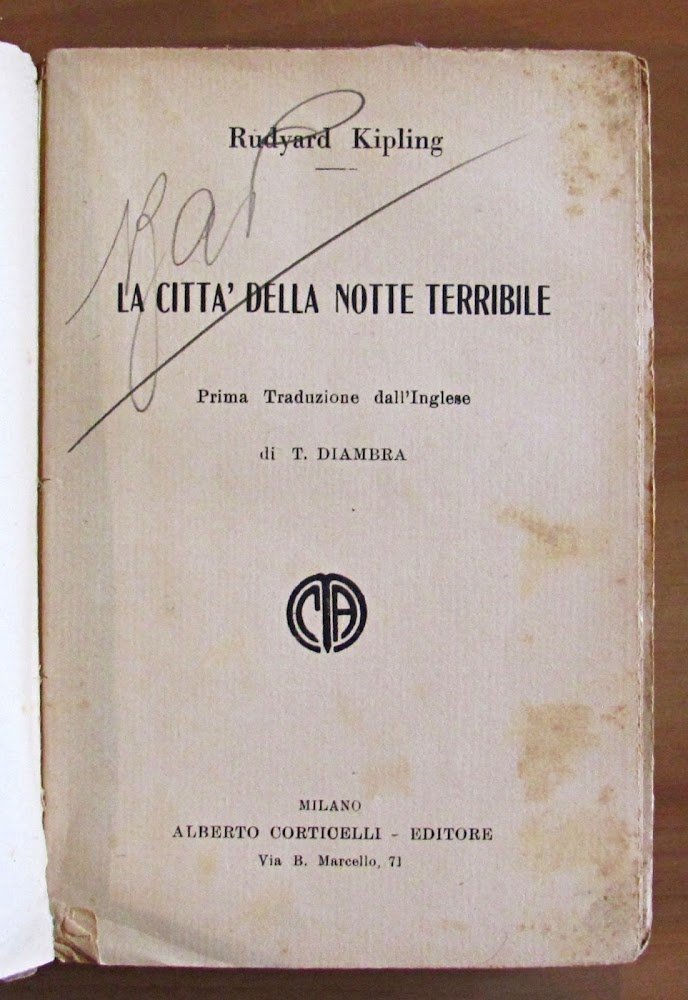 Rudyard Kipling
LA CITTA' DELLA NOTTE TERRIBILE
Prima Traduzione dall'Inglese
di T. DIAMBRA
CTA
MILANO
ALBERTO CORTICELLI - EDITORE
Via B. Marcello, 71